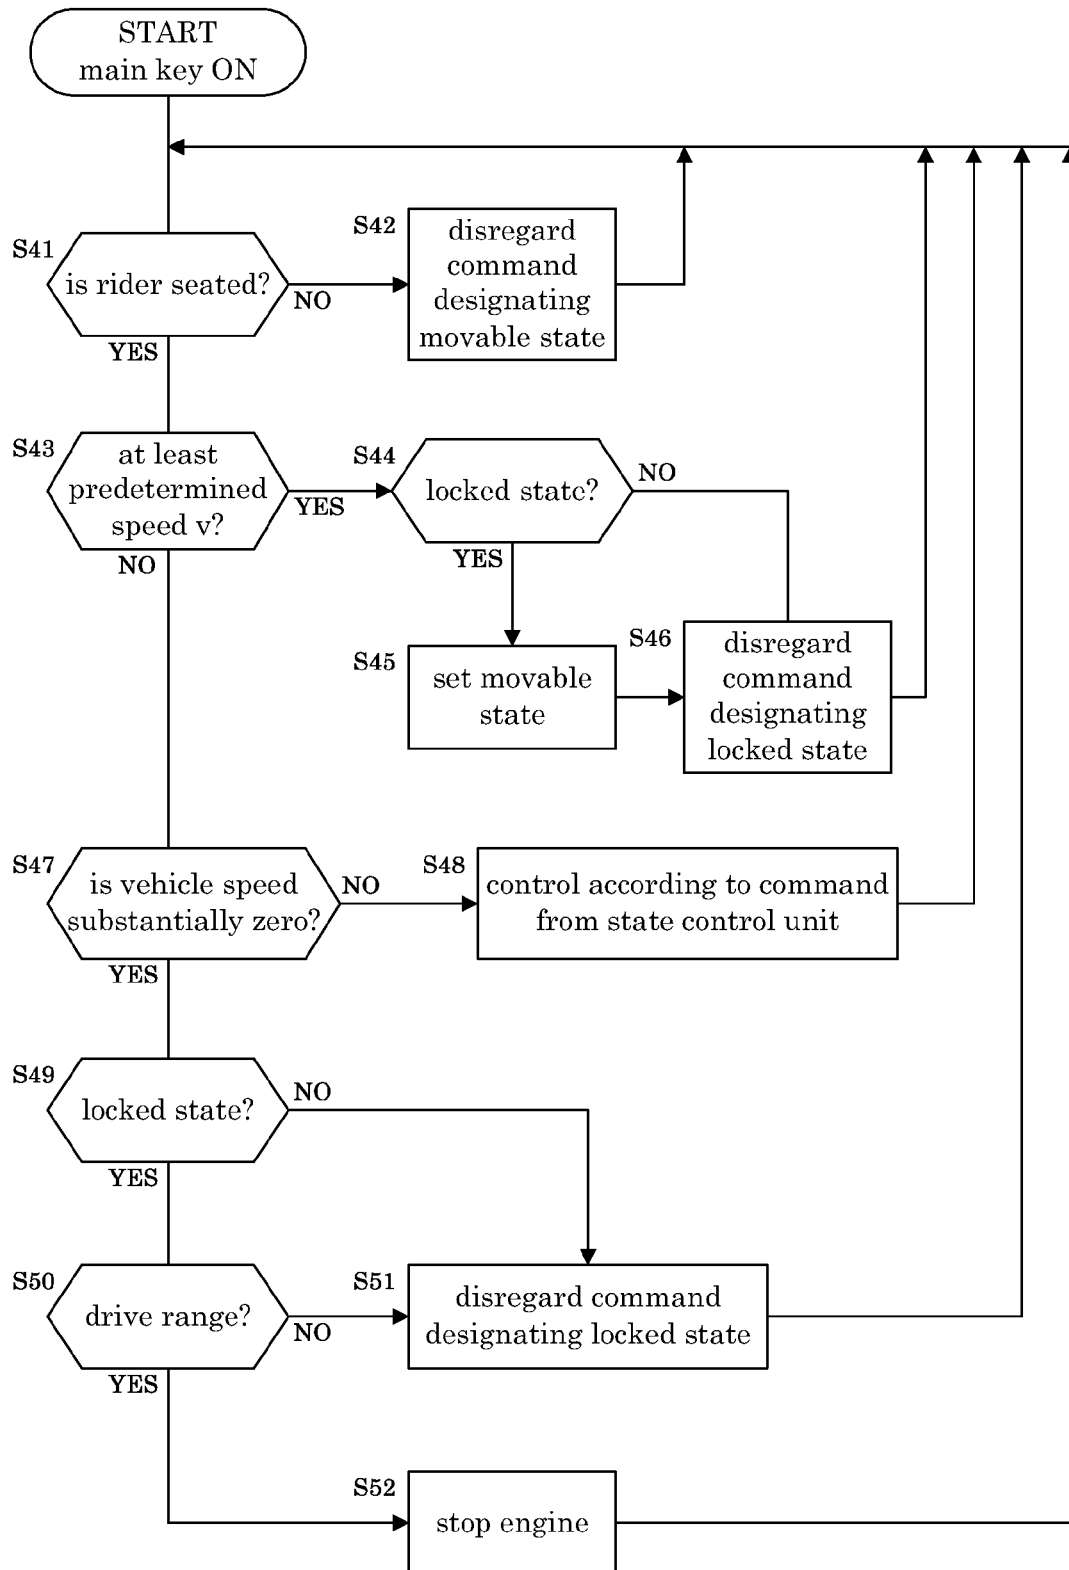 START
main key ON
S41
is rider seated?
NO
YES
S42
disregard
command
designating
movable state
S43
at least
predetermined
speed v?
YES
NO
S44
locked state?
NO
YES
S45
set movable
state
S46
disregard
command
designating
locked state
S47
is vehicle speed
substantially zero?
NO
YES
S48
control according to command
from state control unit
S49
locked state?
NO
YES
S50
drive range?
NO
YES
S51
disregard command
designating locked state
S52
stop engine